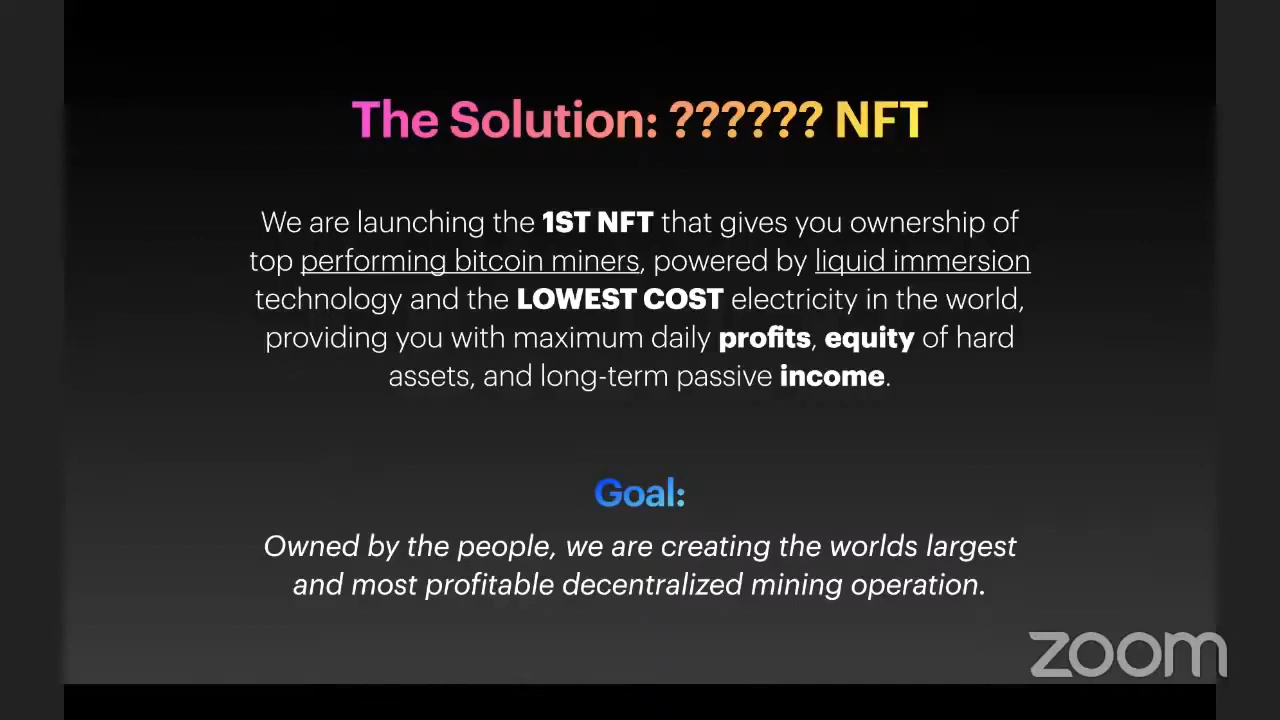 The Solution: ?????? NFT
We are launching the 1ST NFT that gives you ownership of
top performing bitcoin miners, powered by liquid immersion
technology and the LOWEST COST electricity in the world,
providing you with maximum daily profits, equity of hard
assets, and long-term passive income.
Goal:
Owned by the people, we are creating the worlds largest
and most profitable decentralized mining operation.
zoom